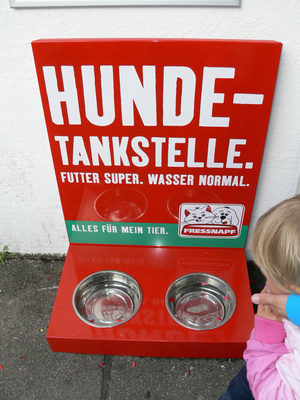 HUNDE-
TANKSTELLE.
FUTTER SUPER. WASSER NORMAL.
ALLES FÜR MEIN TIER.
FRESSNAPF